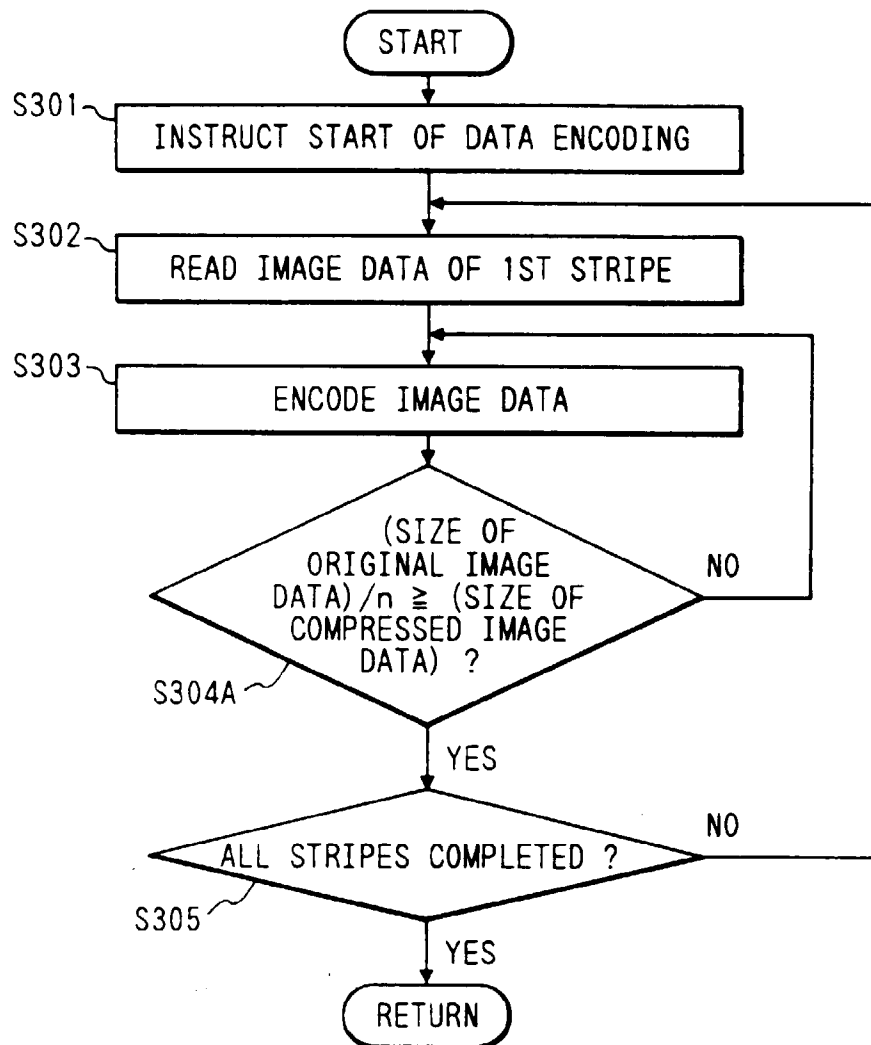 START
S301
INSTRUCT START OF DATA ENCODING
S302
READ IMAGE DATA OF 1ST STRIPE
S303
ENCODE IMAGE DATA
(SIZE OF
ORIGINAL IMAGE
DATA)/n ≧ (SIZE OF
COMPRESSED IMAGE
DATA) ?
NO
S304A
YES
ALL STRIPES COMPLETED ?
NO
S305
YES
RETURN